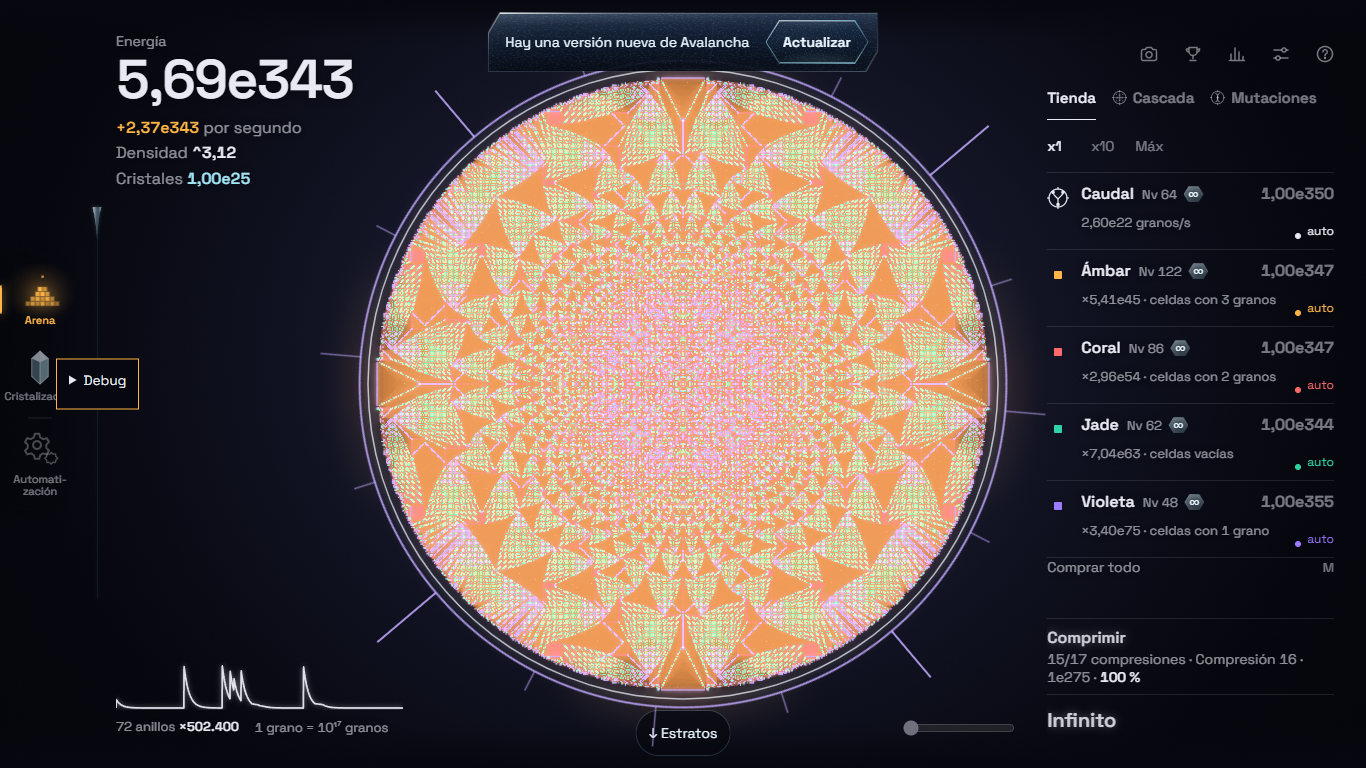 Energía
5,69e343
+2,37e343 por segundo
Densidad ^3,12
Cristales 1,00e25
Arena
▶ Debug
Automati-
zación
72 anillos ×502.400
1 grano = 10¹⁷ granos
Hay una versión nueva de Avalancha
Actualizar
↓ Estratos
Tienda
Cascada
Mutaciones
x1 x10 Máx
Caudal Nv 64 ∞ 1,00e350
2,60e22 granos/s
auto
Ámbar Nv 122 ∞ 1,00e347
×5,41e45 · celdas con 3 granos
auto
Coral Nv 86 ∞ 1,00e347
×2,96e54 · celdas con 2 granos
auto
Jade Nv 62 ∞ 1,00e344
×7,04e63 · celdas vacías
auto
Violeta Nv 48 ∞ 1,00e355
×3,40e75 · celdas con 1 grano
auto
Comprar todo M
Comprimir
15/17 compresiones · Compresión 16 ·
1e275 · 100 %
Infinito